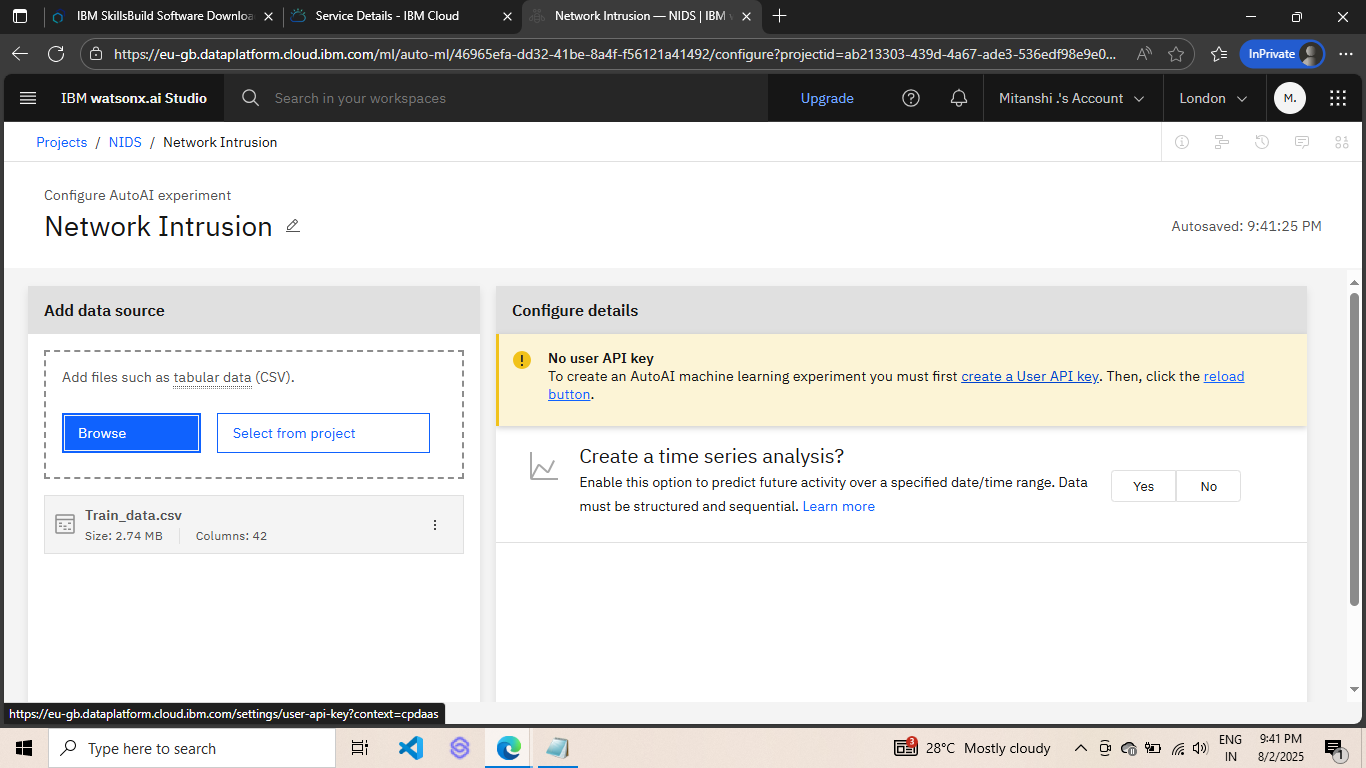 IBM SkillsBuild Software Downloa
Service Details - IBM Cloud
Network Intrusion — NIDS | IBM
https://eu-gb.dataplatform.cloud.ibm.com/ml/auto-ml/46965efa-dd32-41be-8a4f-f56121a41492/configure?projectid=ab213303-439d-4a67-ade3-536edf98e9e0...
InPrivate
IBM watsonx.ai Studio
Search in your workspaces
Upgrade
Mitanshi .'s Account
London
M.
Projects / NIDS / Network Intrusion
Configure AutoAI experiment
Network Intrusion
Autosaved: 9:41:25 PM
Add data source
Add files such as tabular data (CSV).
Browse
Select from project
Train_data.csv
Size: 2.74 MB
Columns: 42
Configure details
No user API key
To create an AutoAI machine learning experiment you must first create a User API key. Then, click the reload
button.
Create a time series analysis?
Enable this option to predict future activity over a specified date/time range. Data
must be structured and sequential. Learn more
Yes
No
https://eu-gb.dataplatform.cloud.ibm.com/settings/user-api-key?context=cpdaas
Type here to search
3
28°C Mostly cloudy
ENG
IN
9:41 PM
8/2/2025
1